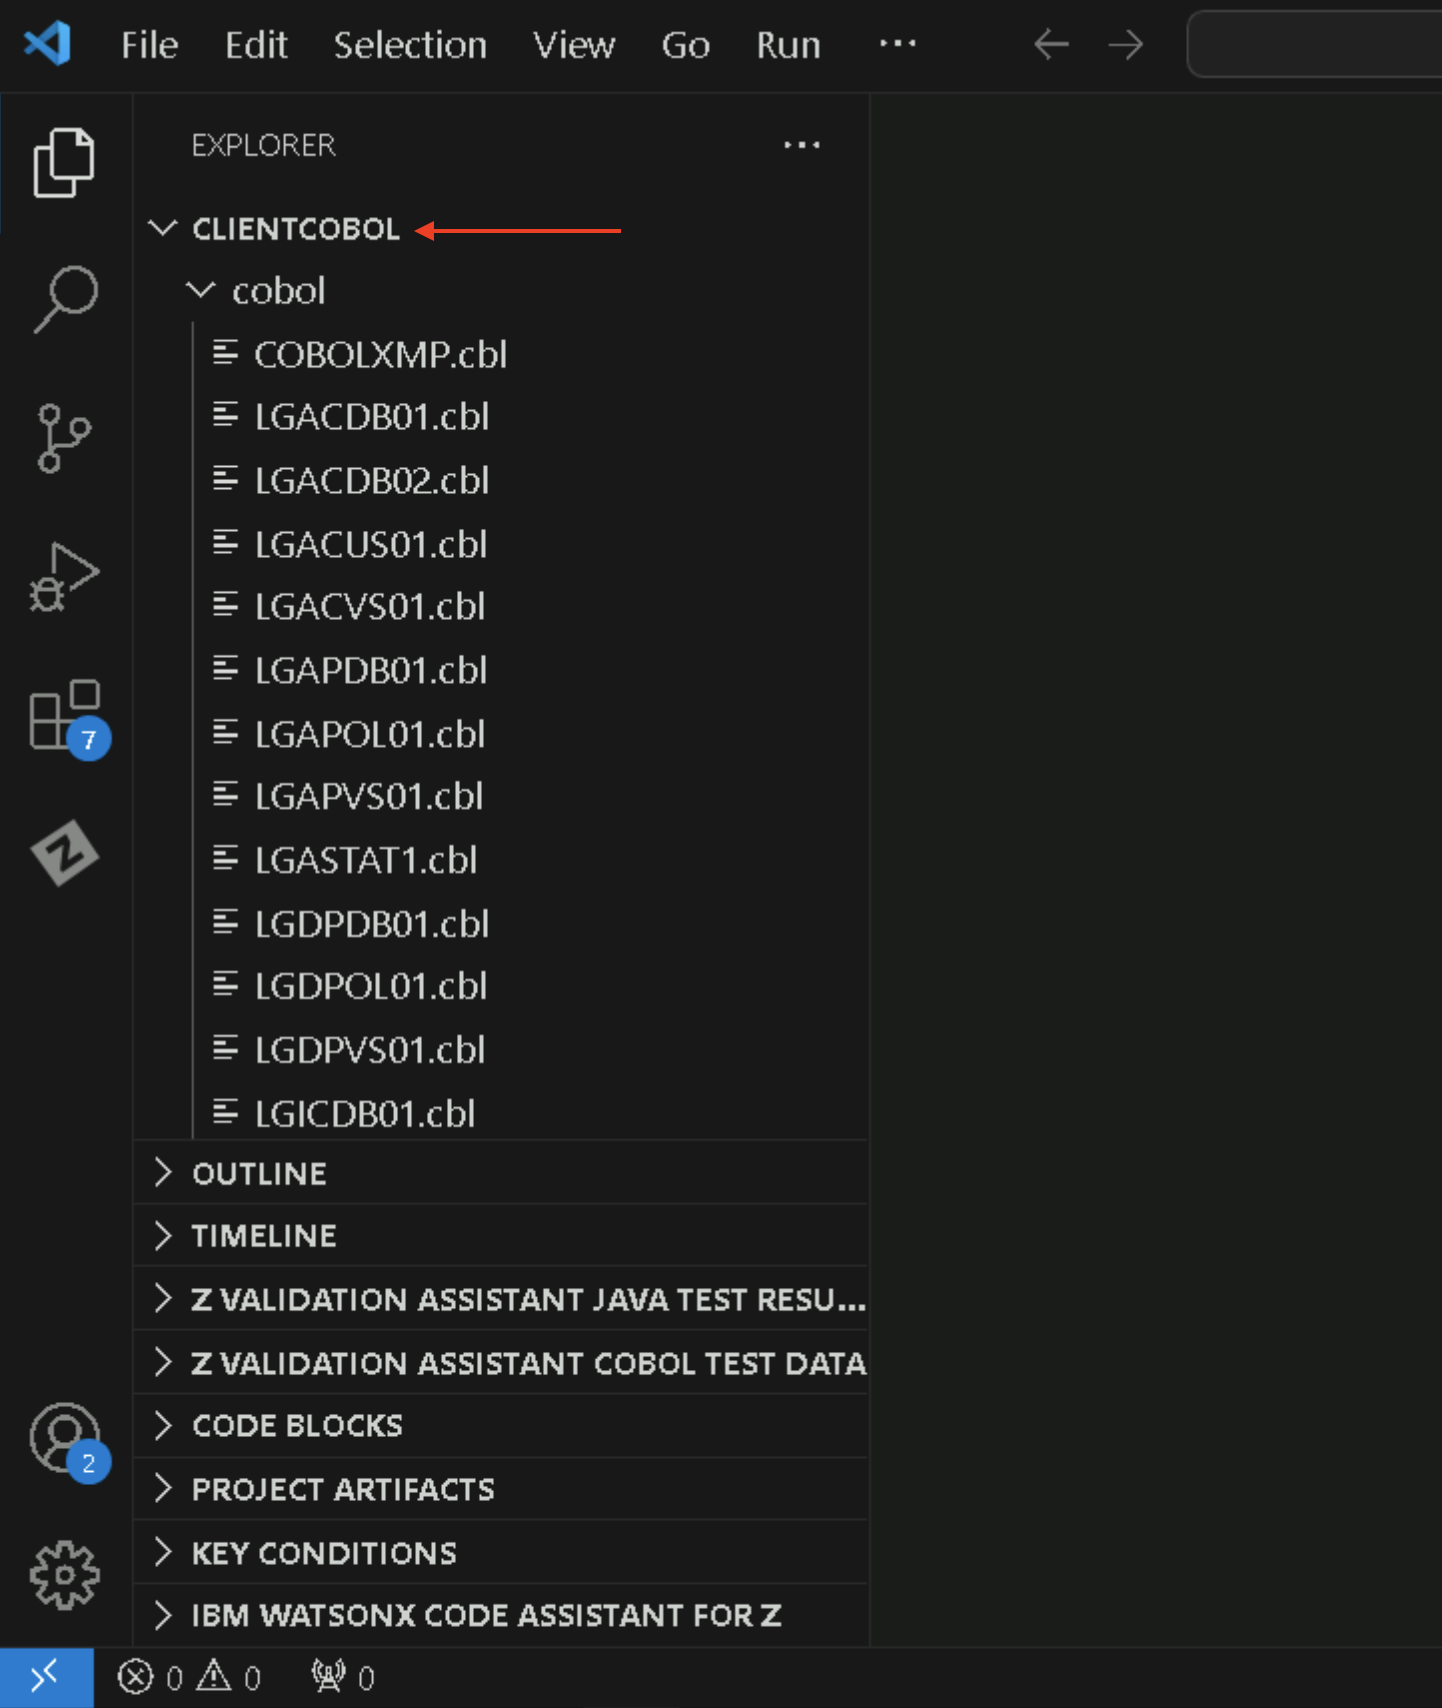 File Edit Selection View Go Run ...
EXPLORER ...
CLIENTCOBOL
cobol
COBOLXMP.cbl
LGACDB01.cbl
LGACDB02.cbl
LGACUS01.cbl
LGACVS01.cbl
LGAPDB01.cbl
LGAPOL01.cbl
LGAPVS01.cbl
LGASTAT1.cbl
LGDPDB01.cbl
LGDPOL01.cbl
LGDPVS01.cbl
LGICDB01.cbl
7
Z
OUTLINE
TIMELINE
Z VALIDATION ASSISTANT JAVA TEST RESU...
Z VALIDATION ASSISTANT COBOL TEST DATA
CODE BLOCKS
2
PROJECT ARTIFACTS
KEY CONDITIONS
IBM WATSONX CODE ASSISTANT FOR Z
0 0 0